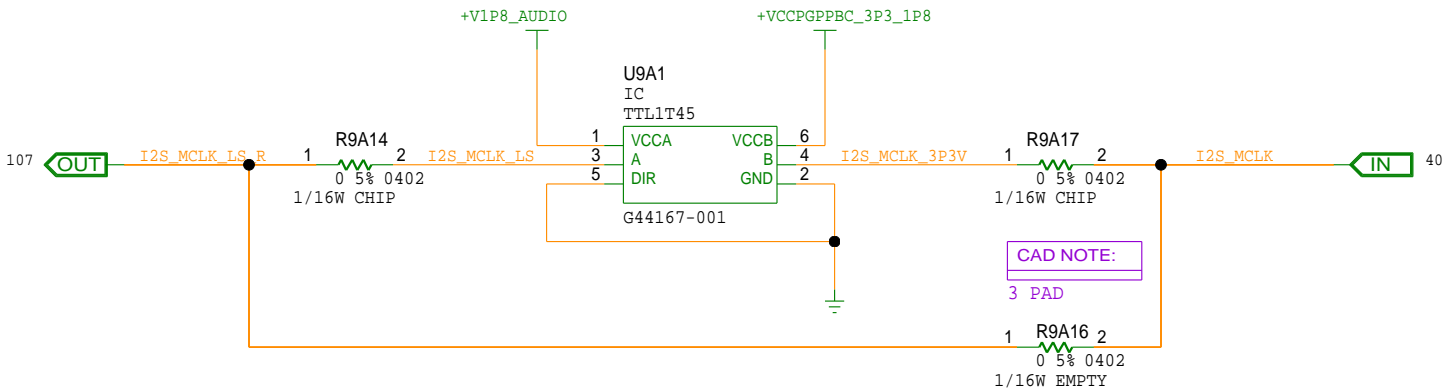 +V1P8_AUDIO +VCCPGPPBC_3P3_1P8
U9A1
IC
TTL1T45
1 VCCA VCCB 6
R9A14 R9A17
107 OUT I2S_MCLK_LS_R 1 2 I2S_MCLK_LS 3 A B 4 I2S_MCLK_3P3V 1 2 I2S_MCLK IN 40
0 5% 0402 5 DIR GND 2 0 5% 0402
1/16W CHIP 1/16W CHIP
G44167-001
CAD NOTE:
3 PAD
R9A16
1 2
0 5% 0402
1/16W EMPTY